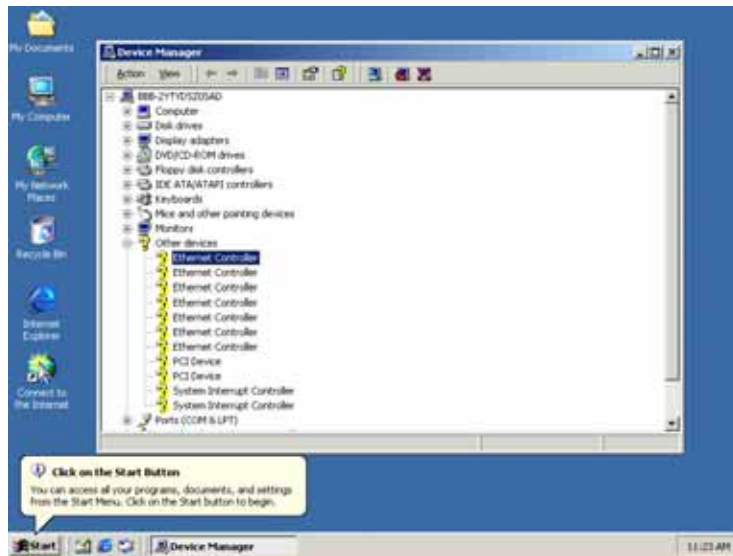 My Documents
My Computer
My Network
Places
Recycle Bin
Internet
Explorer
Connect to
the Internet
Device Manager
Action View
Computer
Disk drives
Display adapters
DVD/CD-ROM drives
Floppy disk controllers
IDE ATA/ATAPI controllers
Keyboards
Mice and other pointing devices
Monitors
Other devices
Ethernet Controller
Ethernet Controller
Ethernet Controller
Ethernet Controller
Ethernet Controller
Ethernet Controller
Ethernet Controller
PCI Device
PCI Device
System Interrupt Controller
System Interrupt Controller
Ports (COM & LPT)
Click on the Start Button
You can access all your programs, documents, and settings
from the Start Menu. Click on the Start button to begin.
Start
Device Manager
11:23 AM